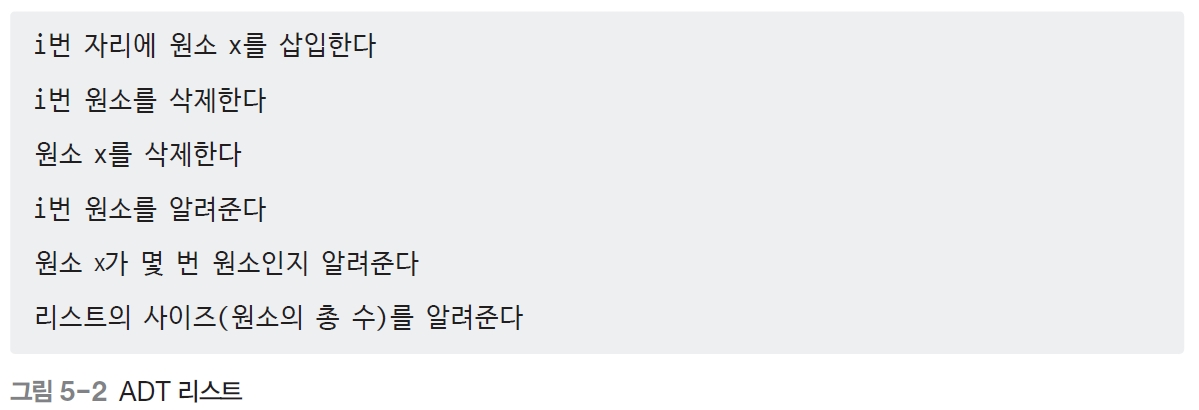 i번 자리에 원소 x를 삽입한다
i번 원소를 삭제한다
원소 x를 삭제한다
i번 원소를 알려준다
원소 x가 몇 번 원소인지 알려준다
리스트의 사이즈(원소의 총 수)를 알려준다
그림 5-2 ADT 리스트